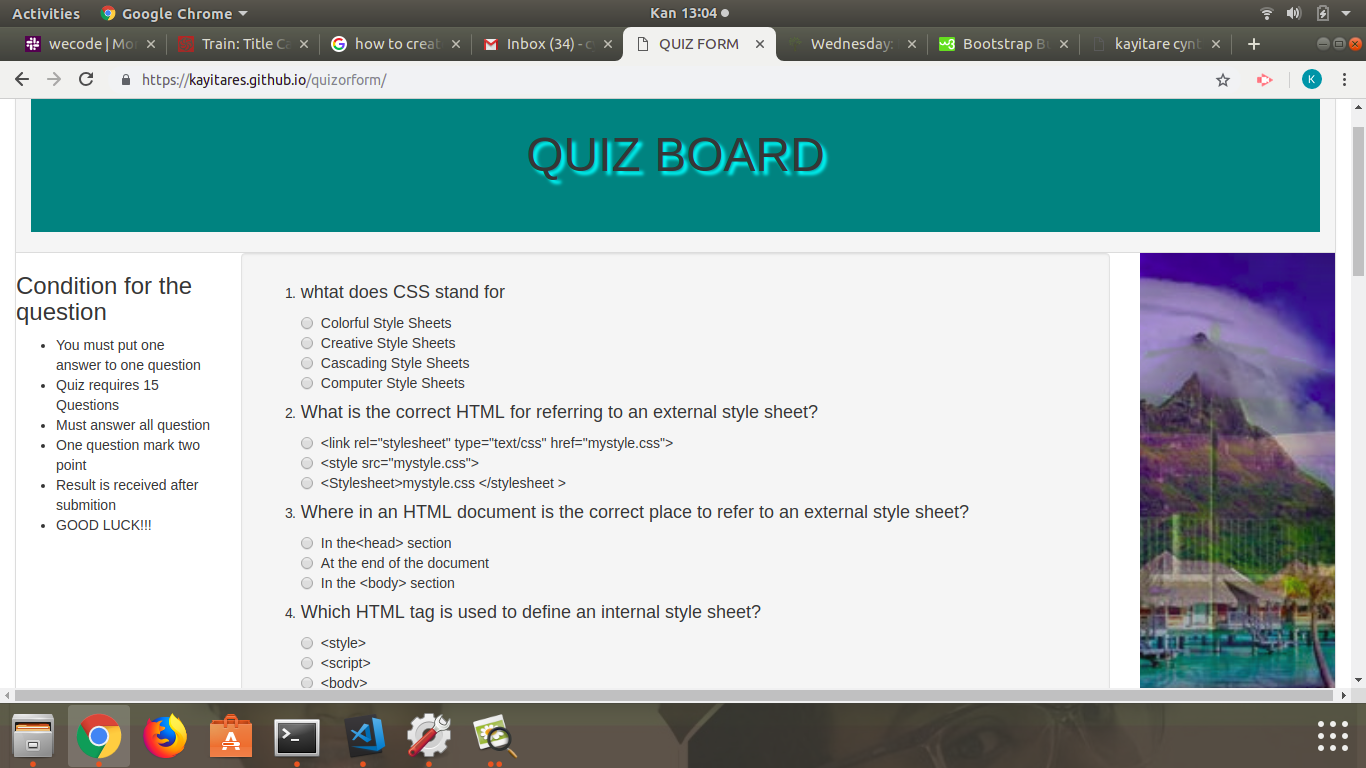 Activities Google Chrome Kan 13:04
wecode | Mo
Train: Title Ca
how to creat
Inbox (34) - c
QUIZ FORM
Wednesday:
Bootstrap B
kayitare cynt
https://kayitares.github.io/quizorform/
K
QUIZ BOARD
Condition for the
question
You must put one
answer to one question
Quiz requires 15
Questions
Must answer all question
One question mark two
point
Result is received after
submition
GOOD LUCK!!!
1. whtat does CSS stand for
Colorful Style Sheets
Creative Style Sheets
Cascading Style Sheets
Computer Style Sheets
2. What is the correct HTML for referring to an external style sheet?
<link rel="stylesheet" type="text/css" href="mystyle.css">
<style src="mystyle.css">
<Stylesheet>mystyle.css </stylesheet >
3. Where in an HTML document is the correct place to refer to an external style sheet?
In the<head> section
At the end of the document
In the <body> section
4. Which HTML tag is used to define an internal style sheet?
<style>
<script>
<body>